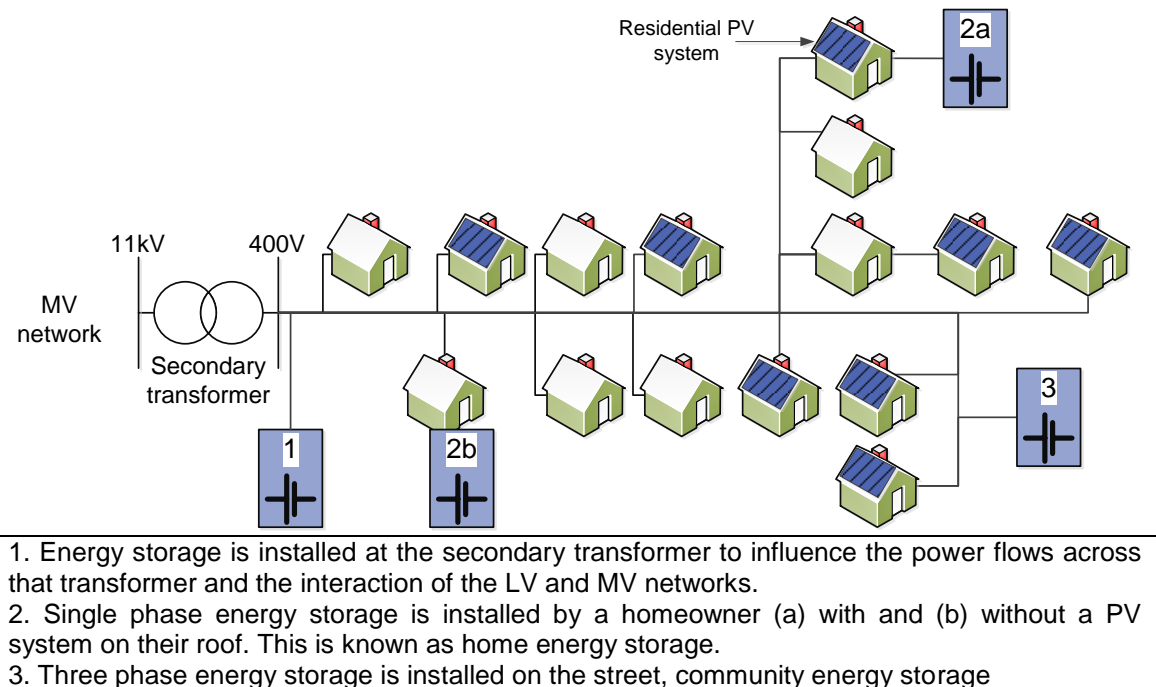 Residential PV
system
2a
11kV
400V
MV
network
Secondary
transformer
1
2b
3
1. Energy storage is installed at the secondary transformer to influence the power flows across
that transformer and the interaction of the LV and MV networks.
2. Single phase energy storage is installed by a homeowner (a) with and (b) without a PV
system on their roof. This is known as home energy storage.
3. Three phase energy storage is installed on the street, community energy storage